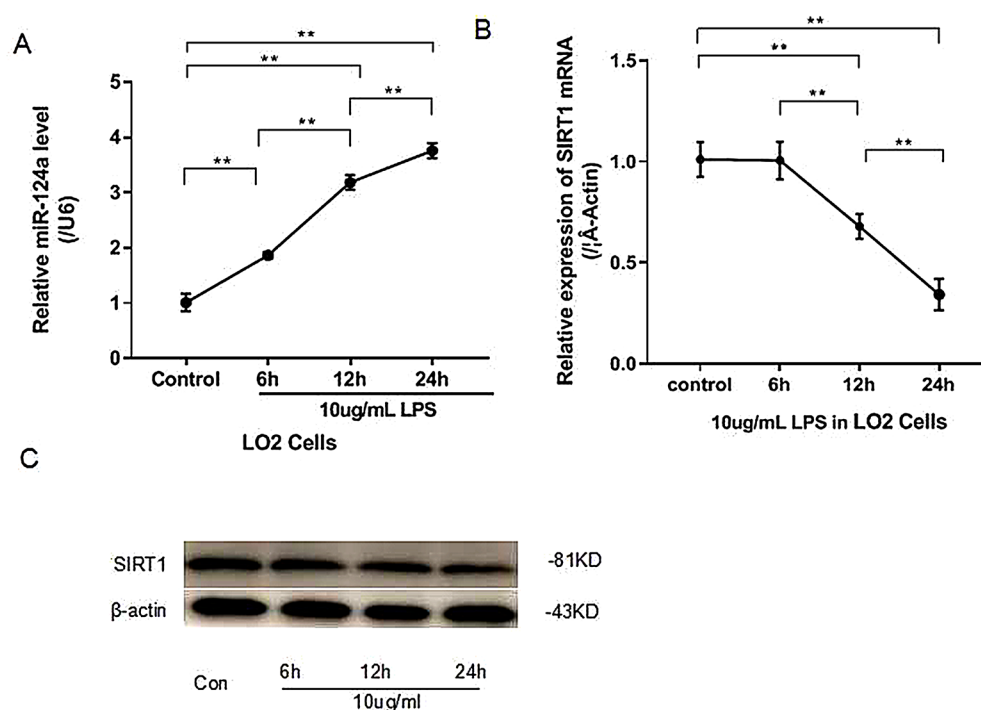 A
Relative miR-124a level
(/U6)
**
**
**
**
**
5
4
3
2
1
0
Control 6h 12h 24h
10ug/mL LPS
LO2 Cells
B
Relative expression of SIRT1 mRNA
(/¦Â-Actin)
**
**
**
**
1.5
1.0
0.5
0.0
control 6h 12h 24h
10ug/mL LPS in LO2 Cells
C
SIRT1 -81KD
β-actin -43KD
Con 6h 12h 24h
10ug/ml